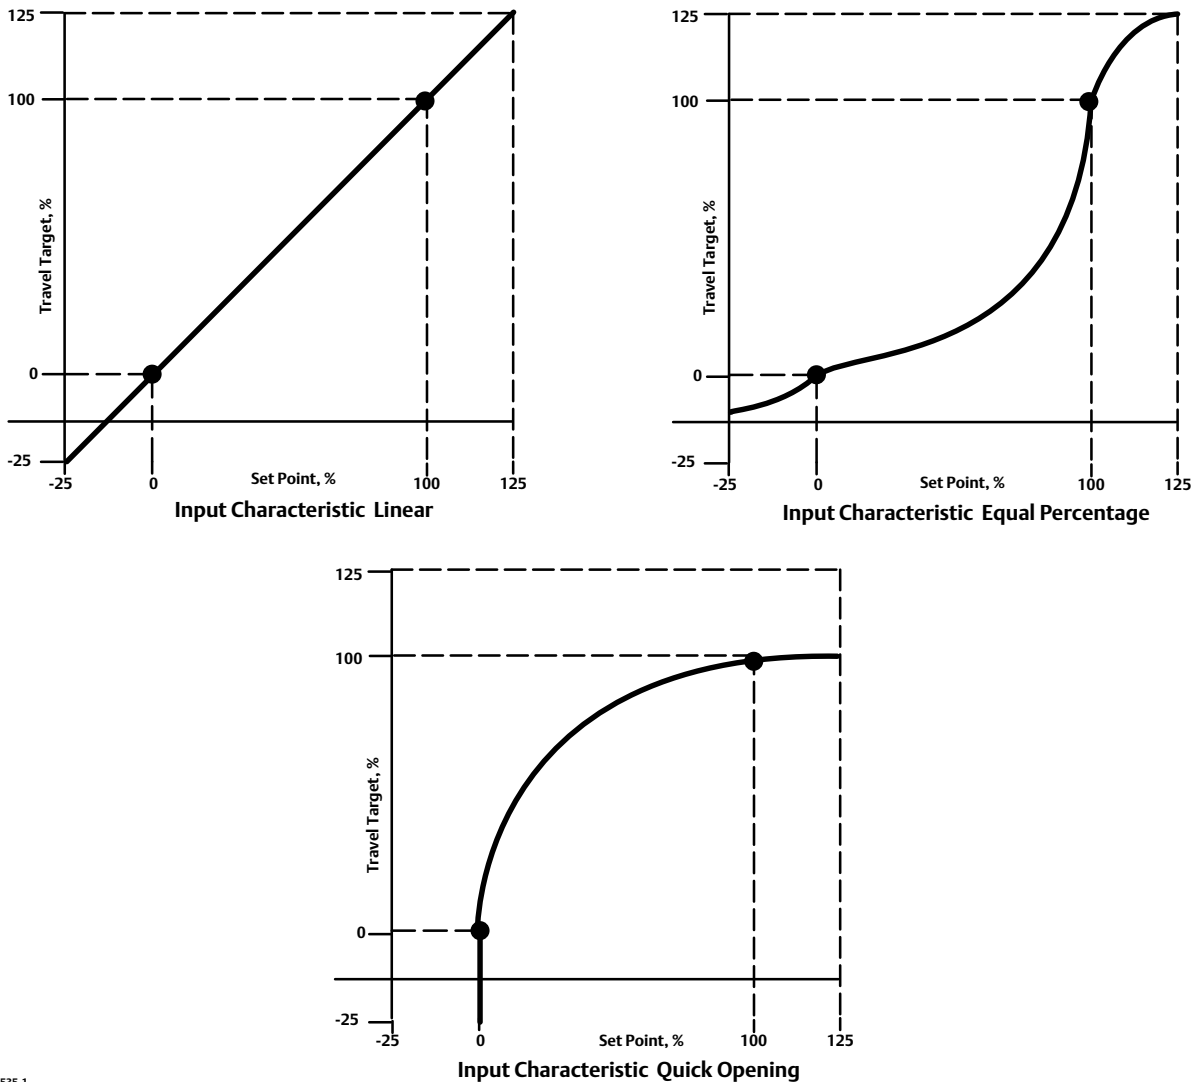 125
100
Travel Target, %
0
-25
-25 0 Set Point, % 100 125
Input Characteristic Linear
125
100
Travel Target, %
0
-25
-25 0 Set Point, % 100 125
Input Characteristic Equal Percentage
125
100
Travel Target, %
0
-25
-25 0 Set Point, % 100 125
Input Characteristic Quick Opening